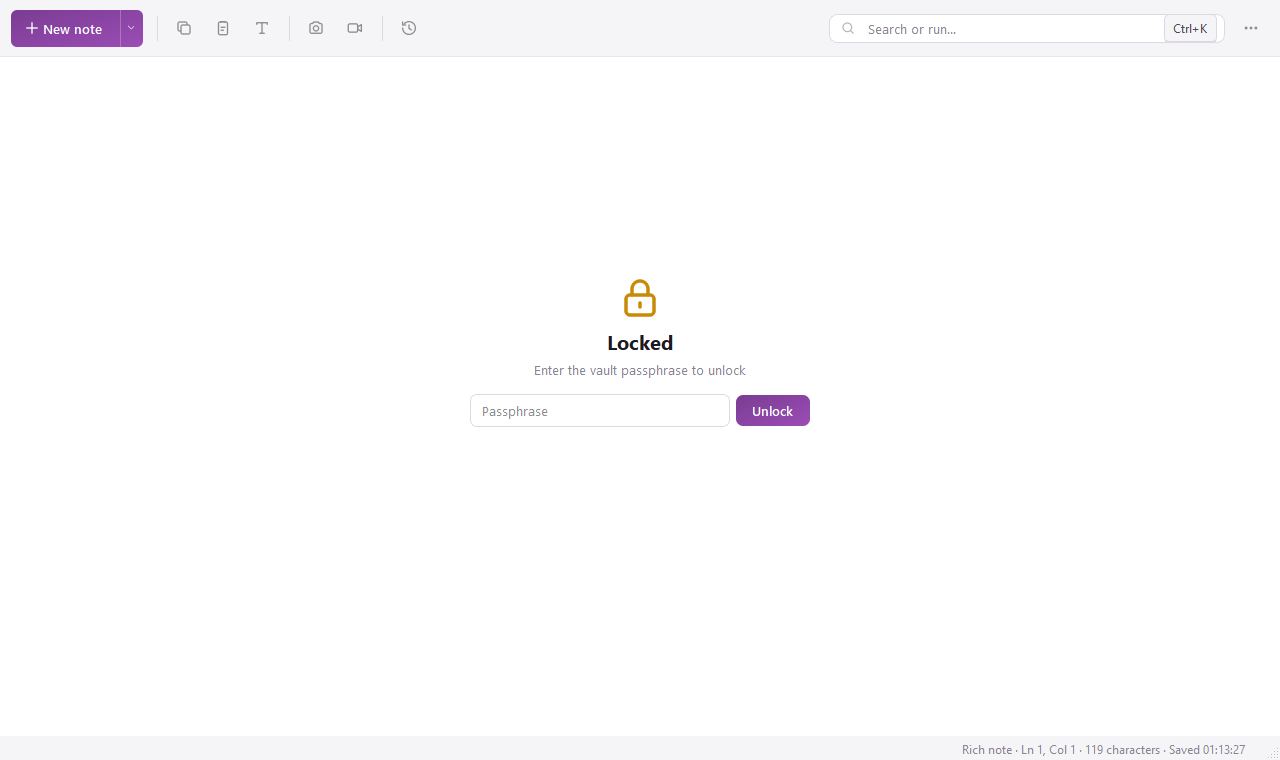 New note
Search or run...
Ctrl+K
Locked
Enter the vault passphrase to unlock
Passphrase
Unlock
Rich note · Ln 1, Col 1 · 119 characters · Saved 01:13:27